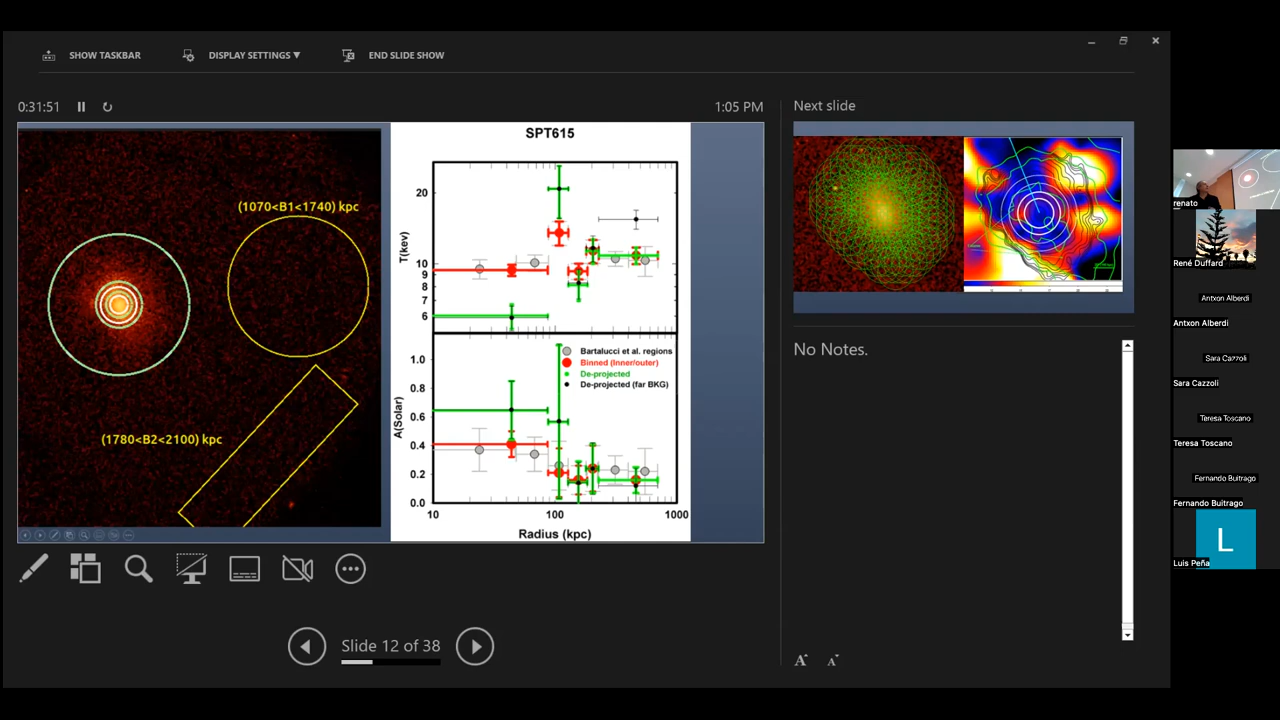 SHOW TASKBAR
DISPLAY SETTINGS ▼
END SLIDE SHOW
0:31:51
1:05 PM
Next slide
SPT615
(1070<B1<1740) kpc
(1780<B2<2100) kpc
T(kev)
20
10
9
8
7
6
Bartalucci et al. regions
Binned (Inner/outer)
De-projected
De-projected (far BKG)
A(Solar)
1.0
0.8
0.6
0.4
0.2
0.0
10
100
1000
Radius (kpc)
No Notes.
Slide 12 of 38
A
A
renato
René Duffard
Antxon Alberdi
Antxon Alberdi
Sara Cazzoli
Sara Cazzoli
Teresa Toscano
Teresa Toscano
Fernando Buitrago
Fernando Buitrago
L
Luis Peña